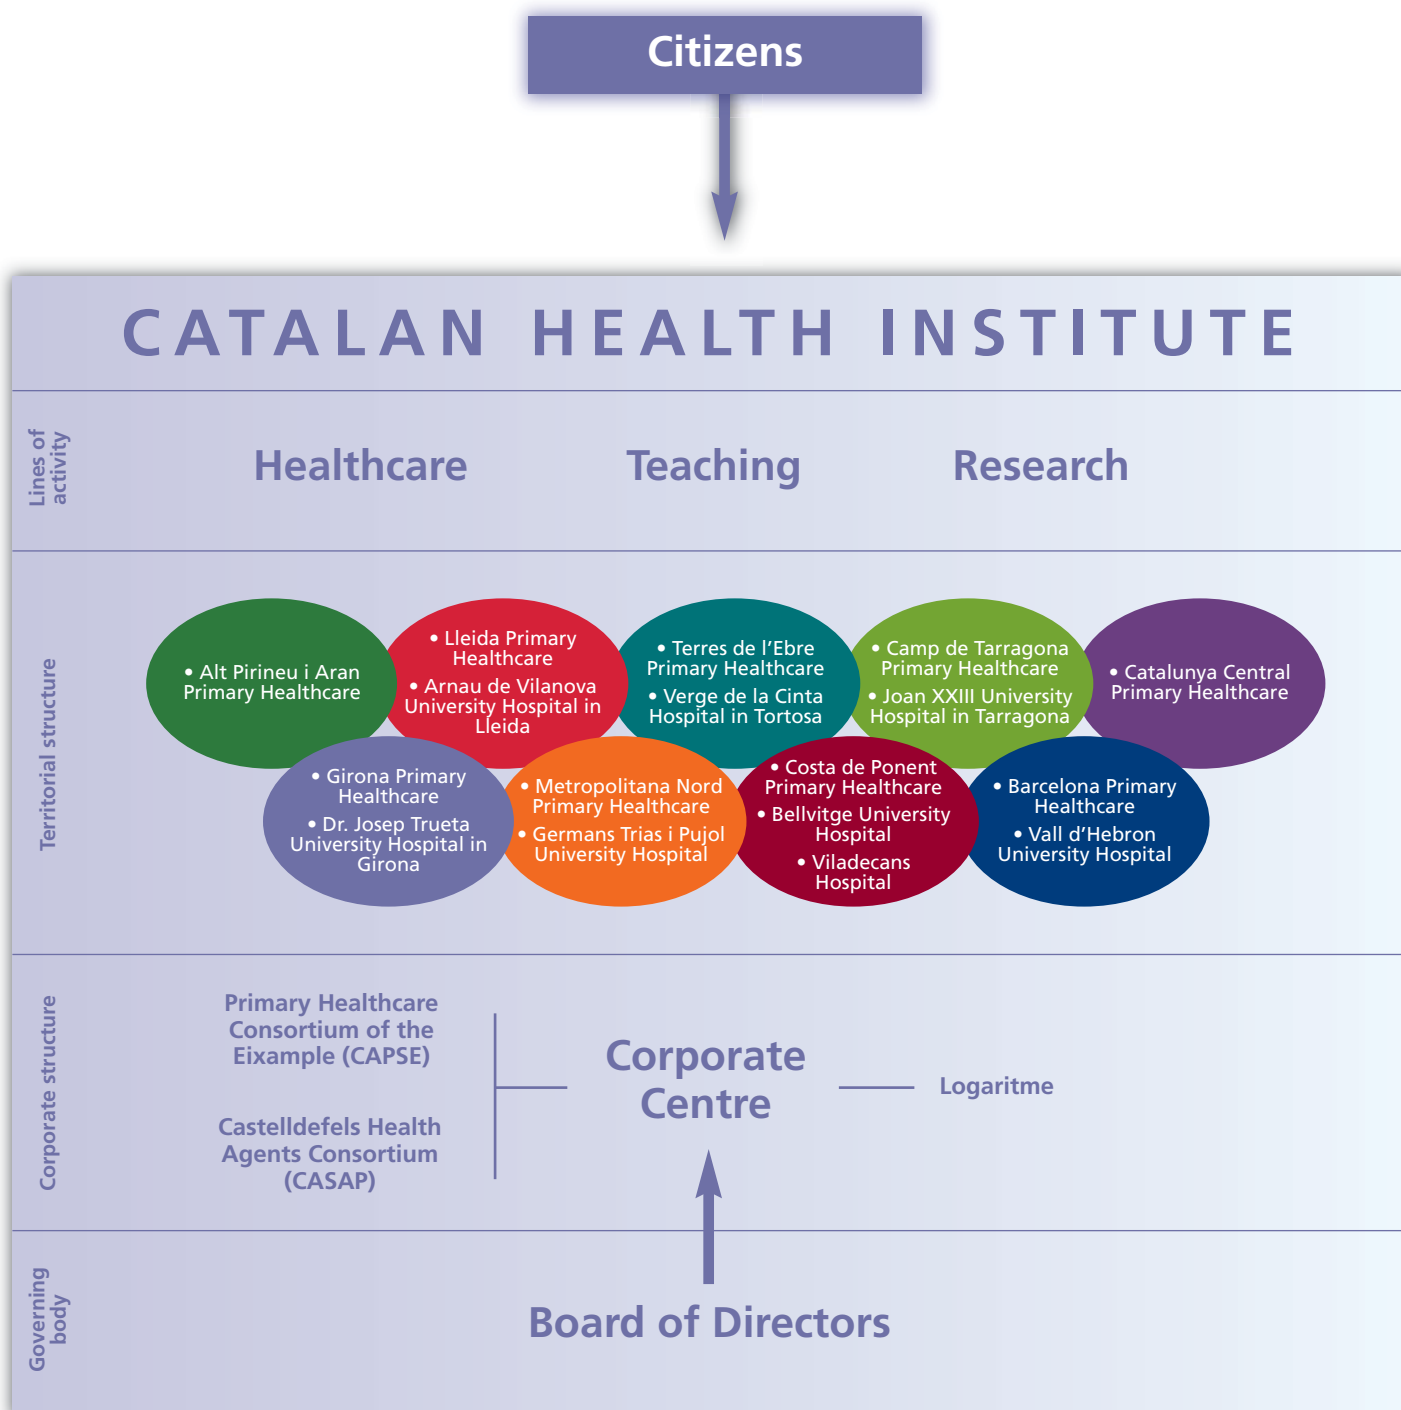 Citizens
CATALAN HEALTH INSTITUTE
Lines of
activity
Healthcare
Teaching
Research
Territorial structure
• Alt Pirineu i Aran
Primary Healthcare
• Lleida Primary
Healthcare
• Arnau de Vilanova
University Hospital in
Lleida
• Terres de l’Ebre
Primary Healthcare
• Verge de la Cinta
Hospital in Tortosa
• Camp de Tarragona
Primary Healthcare
• Joan XXIII University
Hospital in Tarragona
• Catalunya Central
Primary Healthcare
• Girona Primary
Healthcare
• Dr. Josep Trueta
University Hospital in
Girona
• Metropolitana Nord
Primary Healthcare
• Germans Trias i Pujol
University Hospital
• Costa de Ponent
Primary Healthcare
• Bellvitge University
Hospital
• Viladecans
Hospital
• Barcelona Primary
Healthcare
• Vall d’Hebron
University Hospital
Corporate structure
Primary Healthcare
Consortium of the
Eixample (CAPSE)
Castelldefels Health
Agents Consortium
(CASAP)
Corporate
Centre
Logaritme
Governing
body
Board of Directors